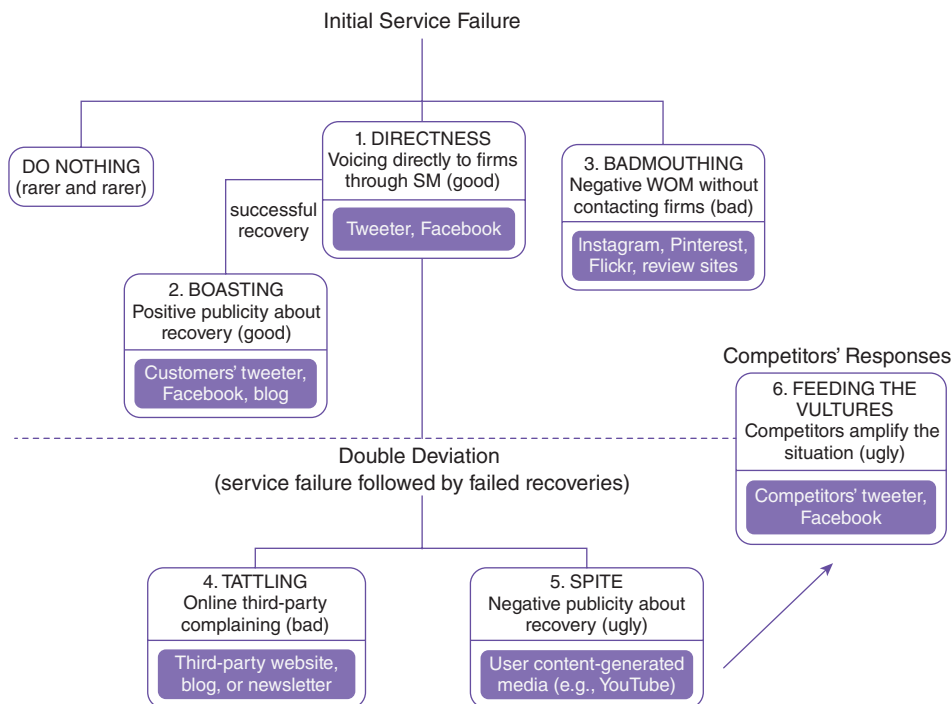 Initial Service Failure
DO NOTHING
(rarer and rarer)
1. DIRECTNESS
Voicing directly to firms
through SM (good)
Tweeter, Facebook
3. BADMOUTHING
Negative WOM without
contacting firms (bad)
Instagram, Pinterest,
Flickr, review sites
successful
recovery
2. BOASTING
Positive publicity about
recovery (good)
Customers' tweeter,
Facebook, blog
Competitors' Responses
6. FEEDING THE
VULTURES
Competitors amplify the
situation (ugly)
Competitors' tweeter,
Facebook
Double Deviation
(service failure followed by failed recoveries)
4. TATTLING
Online third-party
complaining (bad)
Third-party website,
blog, or newsletter
5. SPITE
Negative publicity about
recovery (ugly)
User content-generated
media (e.g., YouTube)